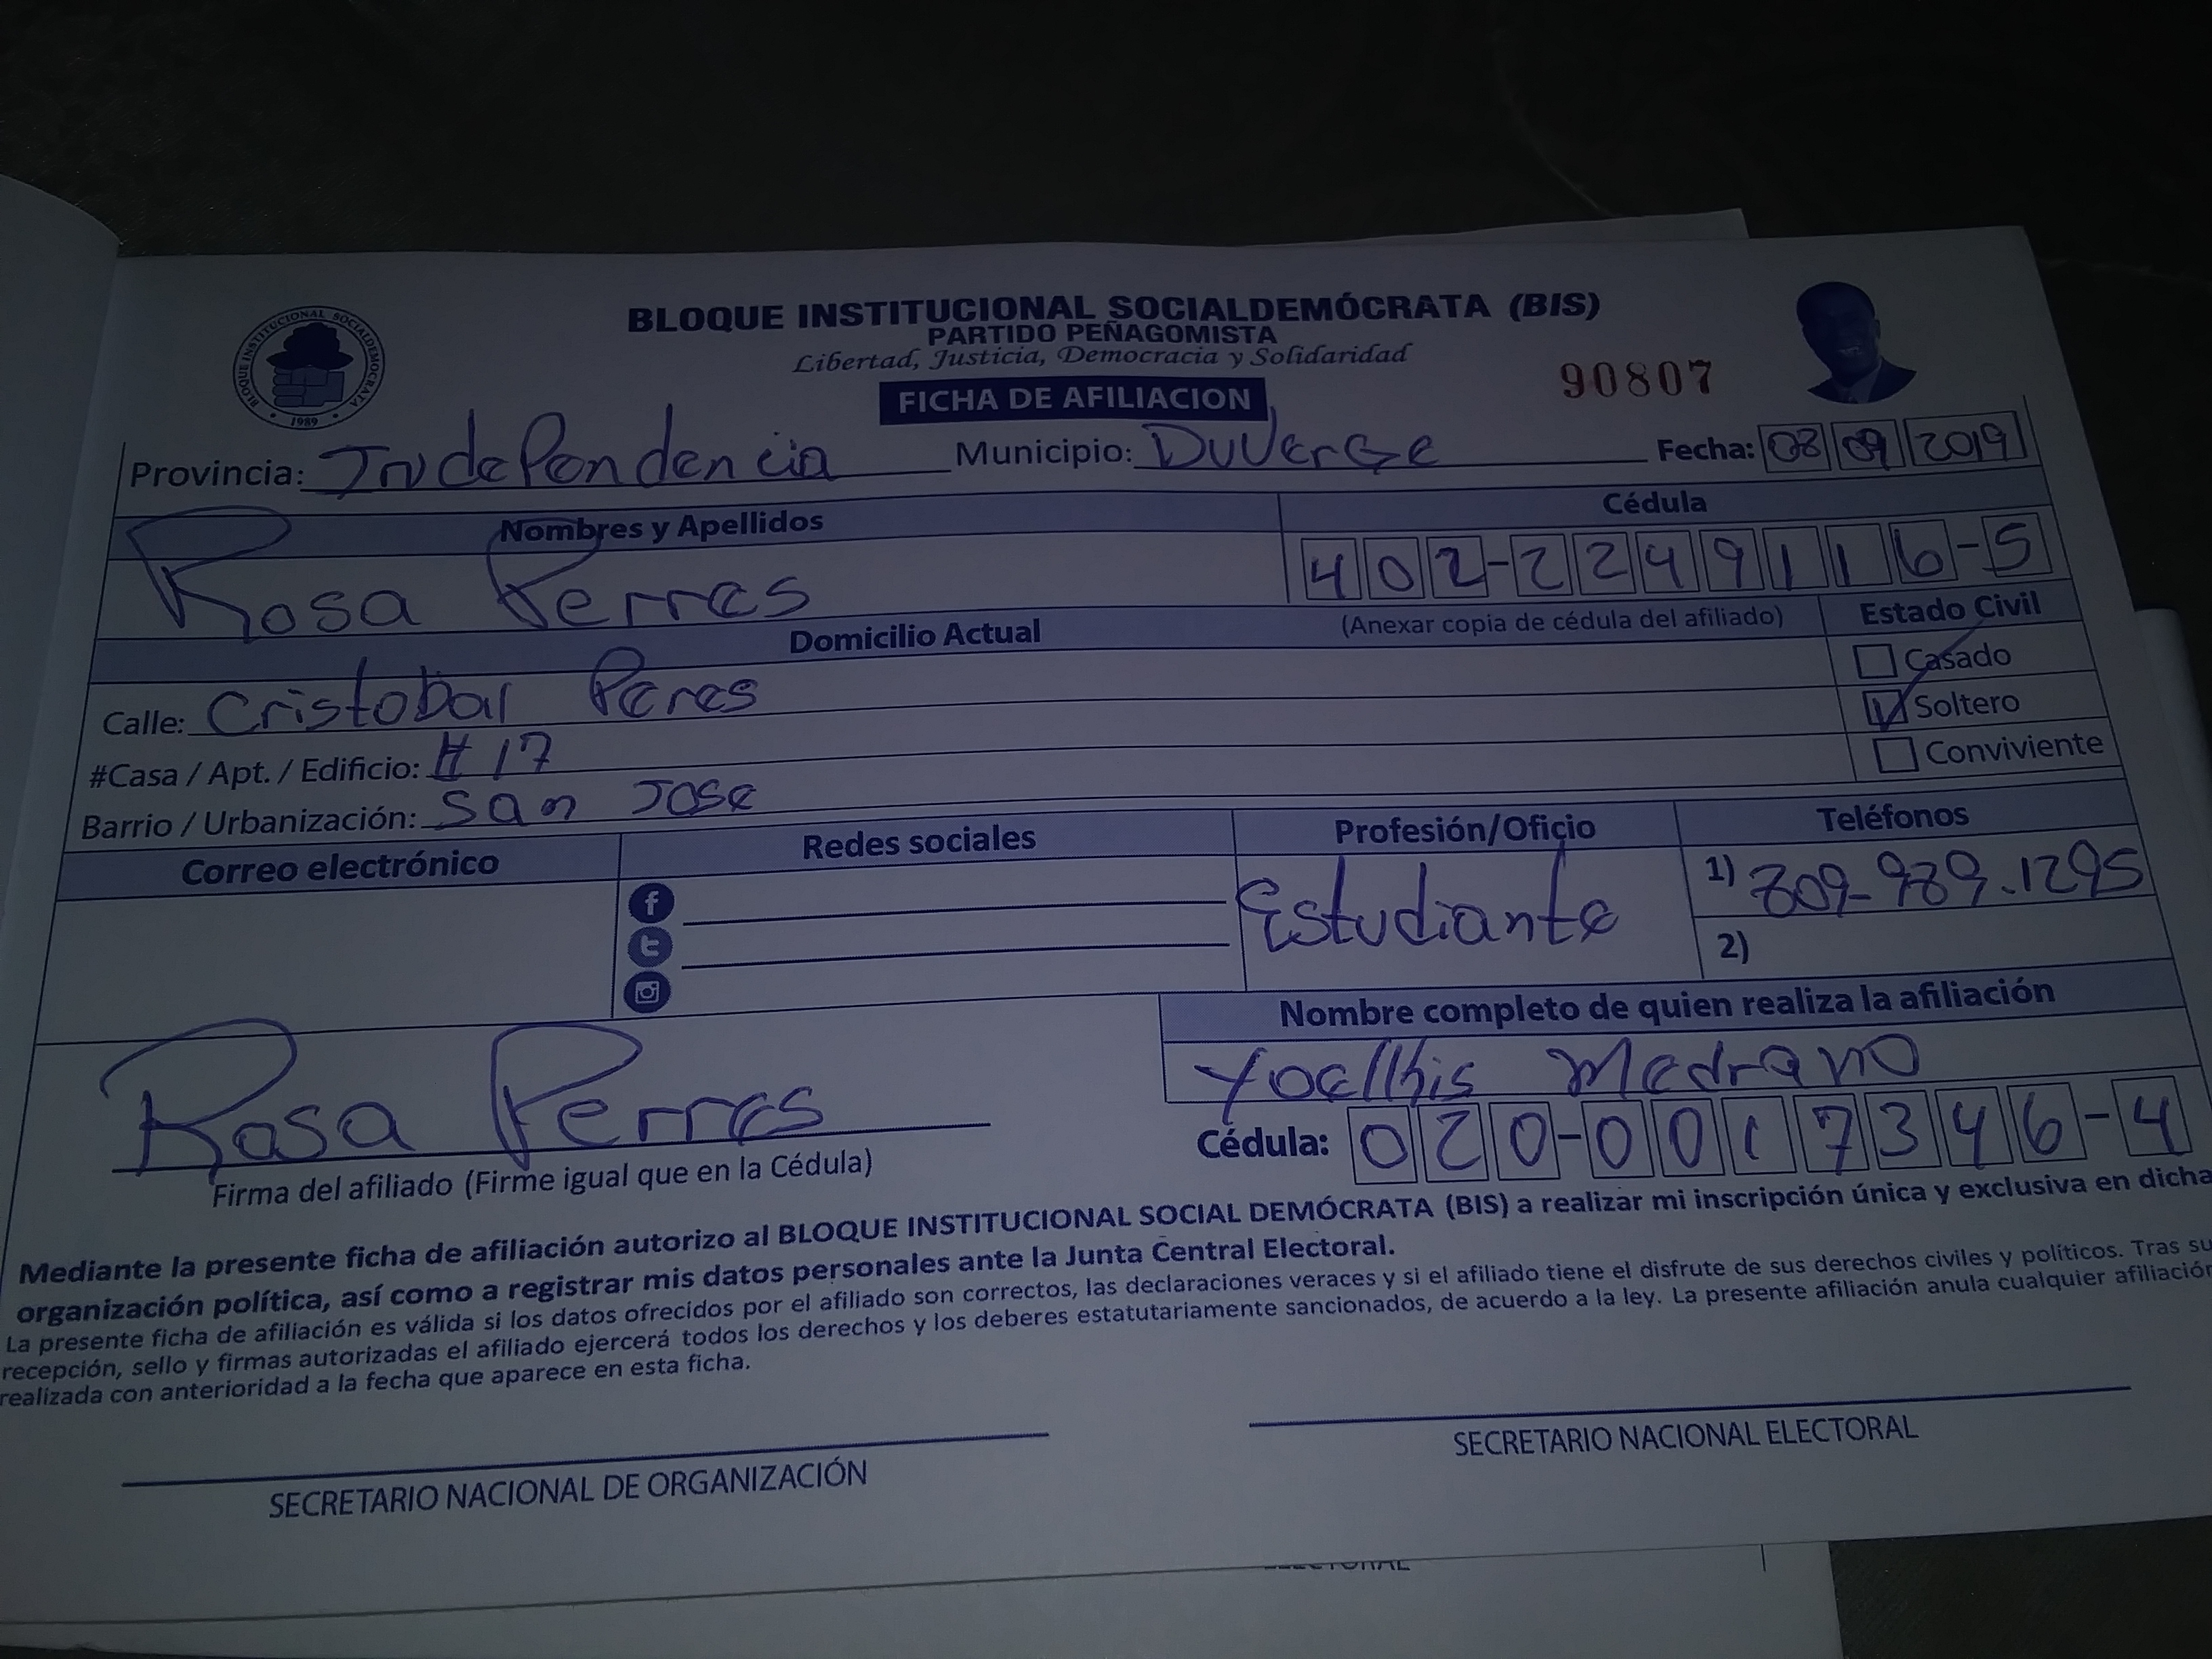 BLOQUE INSTITUCIONAL SOCIALDEMÓCRATA (BIS)
PARTIDO PEÑAGOMISTA
Libertad, Justicia, Democracia y Solidaridad
BLOQUE INSTITUCIONAL SOCIALDEMOCRATA
1989
90807
FICHA DE AFILIACION
Provincia: Independencia Municipio: Duverge Fecha: 08 09 2019
Nombres y Apellidos Cédula
Rosa Perres 402-2249116-5
Domicilio Actual (Anexar copia de cédula del afiliado) Estado Civil
Casado
Calle: Cristobal Peres Soltero
#Casa / Apt. / Edificio: # 17 Conviviente
Barrio / Urbanización: San Jose
Correo electrónico Redes sociales Profesión/Oficio Teléfonos
Estudiante 1) 809-989-1295
2)
Nombre completo de quien realiza la afiliación
Yoelkis Medrano
Rosa Perres Cédula: 020-0017346-4
Firma del afiliado (Firme igual que en la Cédula)
Mediante la presente ficha de afiliación autorizo al BLOQUE INSTITUCIONAL SOCIAL DEMÓCRATA (BIS) a realizar mi inscripción única y exclusiva en dicha
organización política, así como a registrar mis datos personales ante la Junta Central Electoral.
La presente ficha de afiliación es válida si los datos ofrecidos por el afiliado son correctos, las declaraciones veraces y si el afiliado tiene el disfrute de sus derechos civiles y políticos. Tras su
recepción, sello y firmas autorizadas el afiliado ejercerá todos los derechos y los deberes estatutariamente sancionados, de acuerdo a la ley. La presente afiliación anula cualquier afiliación
realizada con anterioridad a la fecha que aparece en esta ficha.
SECRETARIO NACIONAL DE ORGANIZACIÓN SECRETARIO NACIONAL ELECTORAL